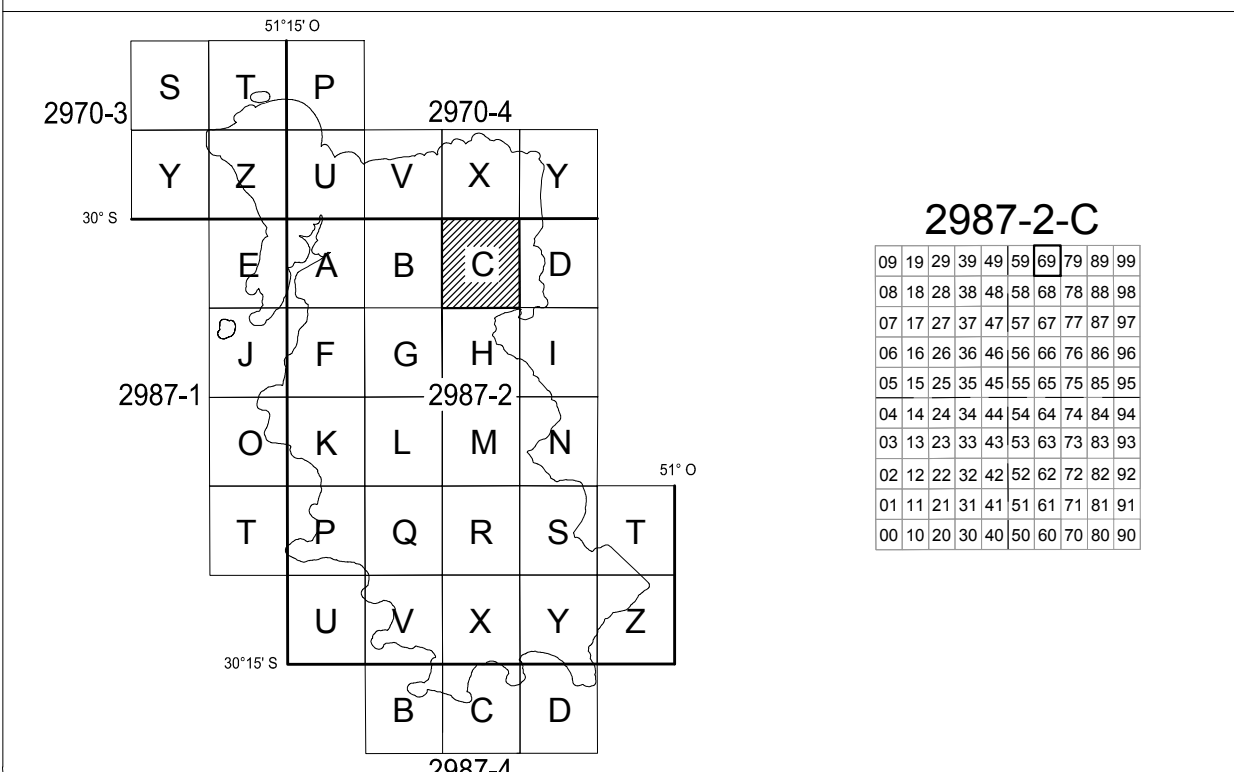 51°15' O
S T P
2970-3 2970-4
Y Z U V X Y
30° S
E A B C D
J F G H I
2987-1 2987-2
O K L M N
51° O
T P Q R S T
U V X Y Z
30°15' S
B C D
2987-4
2987-2-C
09 19 29 39 49 59 69 79 89 99
08 18 28 38 48 58 68 78 88 98
07 17 27 37 47 57 67 77 87 97
06 16 26 36 46 56 66 76 86 96
05 15 25 35 45 55 65 75 85 95
04 14 24 34 44 54 64 74 84 94
03 13 23 33 43 53 63 73 83 93
02 12 22 32 42 52 62 72 82 92
01 11 21 31 41 51 61 71 81 91
00 10 20 30 40 50 60 70 80 90